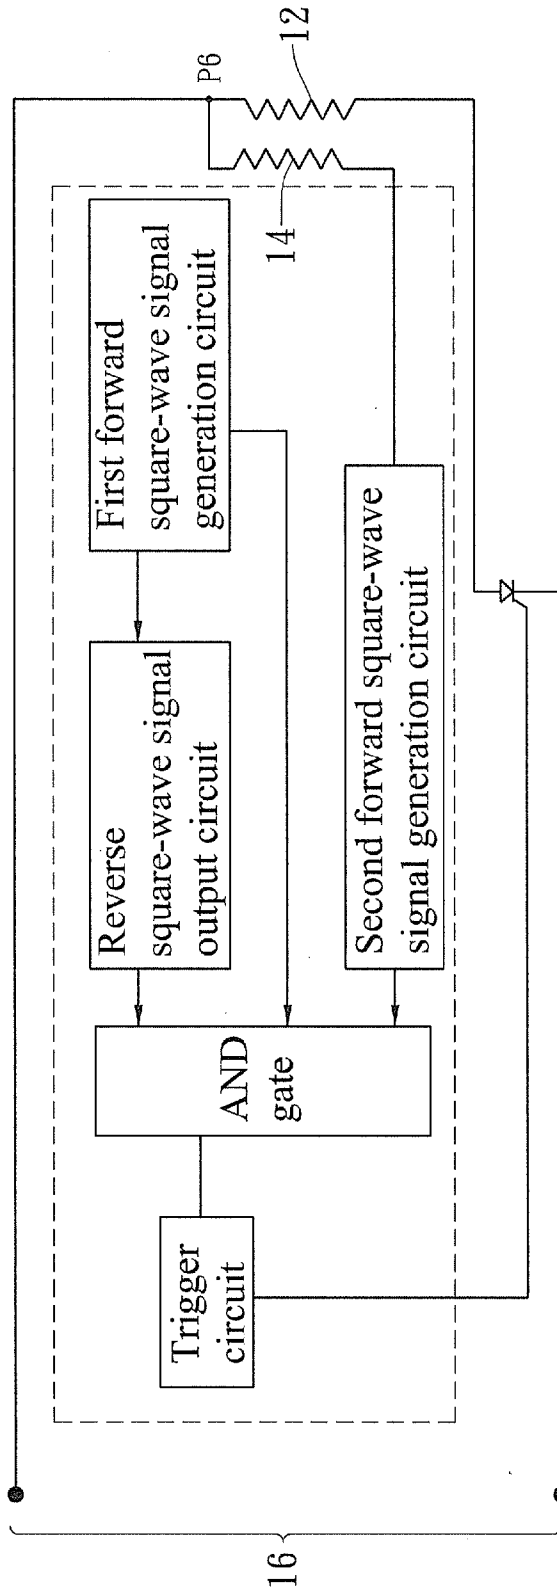 16
Trigger
circuit
AND
gate
Reverse
square-wave signal
output circuit
First forward
square-wave signal
generation circuit
Second forward square-wave
signal generation circuit
P6
14
12